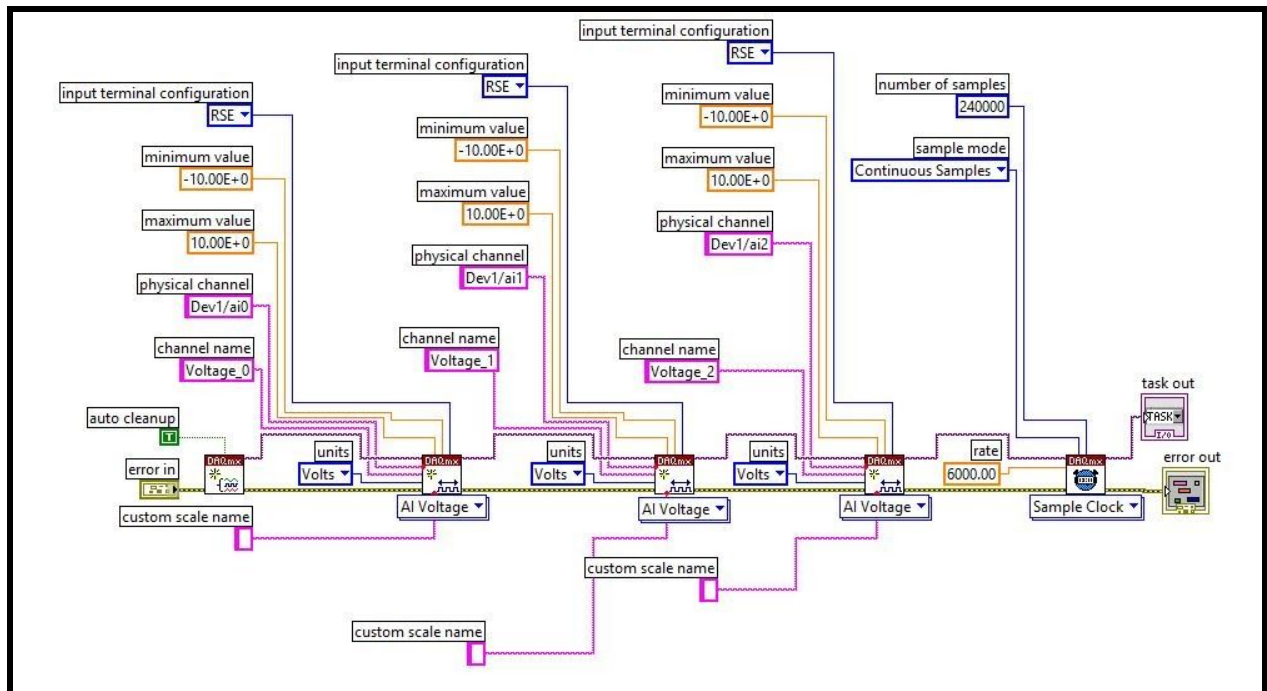 input terminal configuration
RSE
minimum value
-10.00E+0
maximum value
10.00E+0
physical channel
Dev1/ai0
channel name
Voltage_0
auto cleanup
T
error in
DAQmx
custom scale name
units
Volts
DAQmx
AI Voltage
input terminal configuration
RSE
minimum value
-10.00E+0
maximum value
10.00E+0
physical channel
Dev1/ai1
channel name
Voltage_1
units
Volts
DAQmx
AI Voltage
custom scale name
input terminal configuration
RSE
minimum value
-10.00E+0
maximum value
10.00E+0
physical channel
Dev1/ai2
channel name
Voltage_2
units
Volts
DAQmx
AI Voltage
custom scale name
number of samples
240000
sample mode
Continuous Samples
rate
6000.00
DAQmx
Sample Clock
task out
TASK
I/O
error out